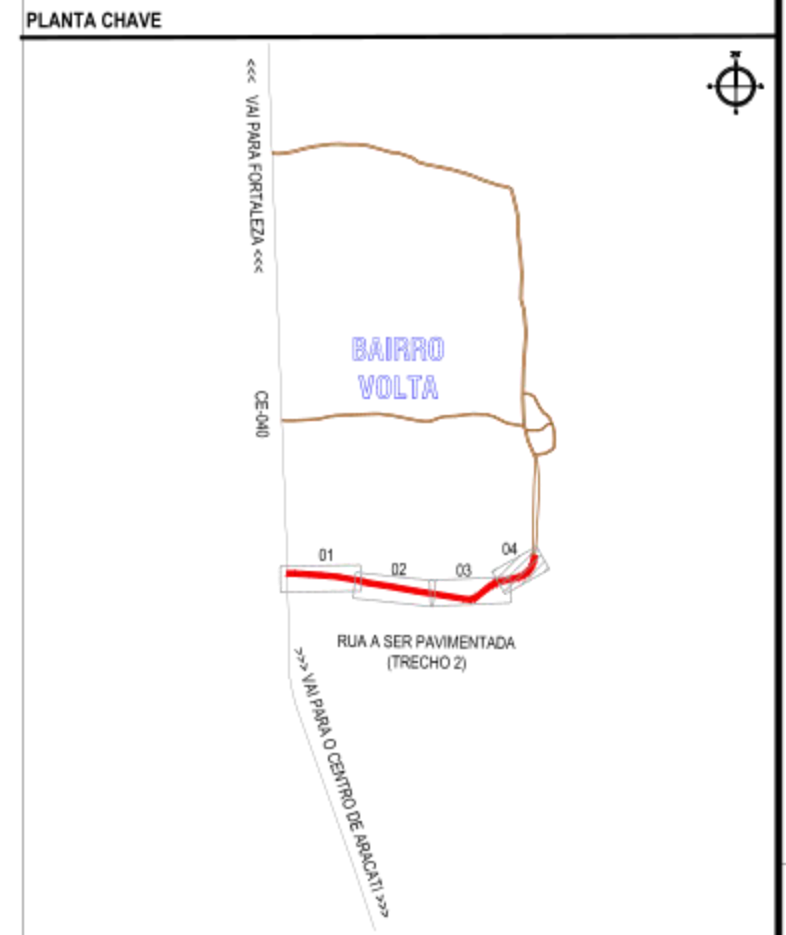 PLANTA CHAVE
N
<<< VAI PARA FORTALEZA <<<
BAIRRO
VOLTA
CE-040
01
02
03
04
RUA A SER PAVIMENTADA
(TRECHO 2)
>>> VAI PARA O CENTRO DE ARACATI >>>